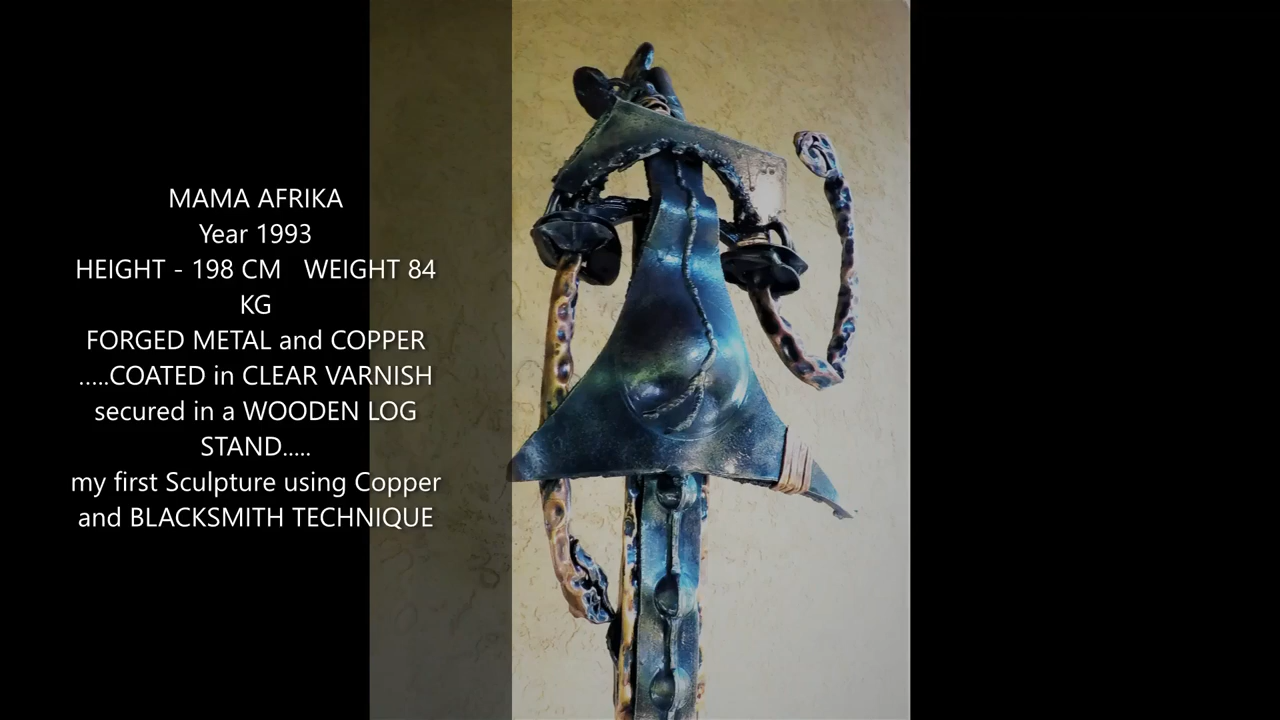 MAMA AFRIKA
Year 1993
HEIGHT - 198 CM   WEIGHT 84
KG
FORGED METAL and COPPER
.....COATED in CLEAR VARNISH
secured in a WOODEN LOG
STAND.....
my first Sculpture using Copper
and BLACKSMITH TECHNIQUE